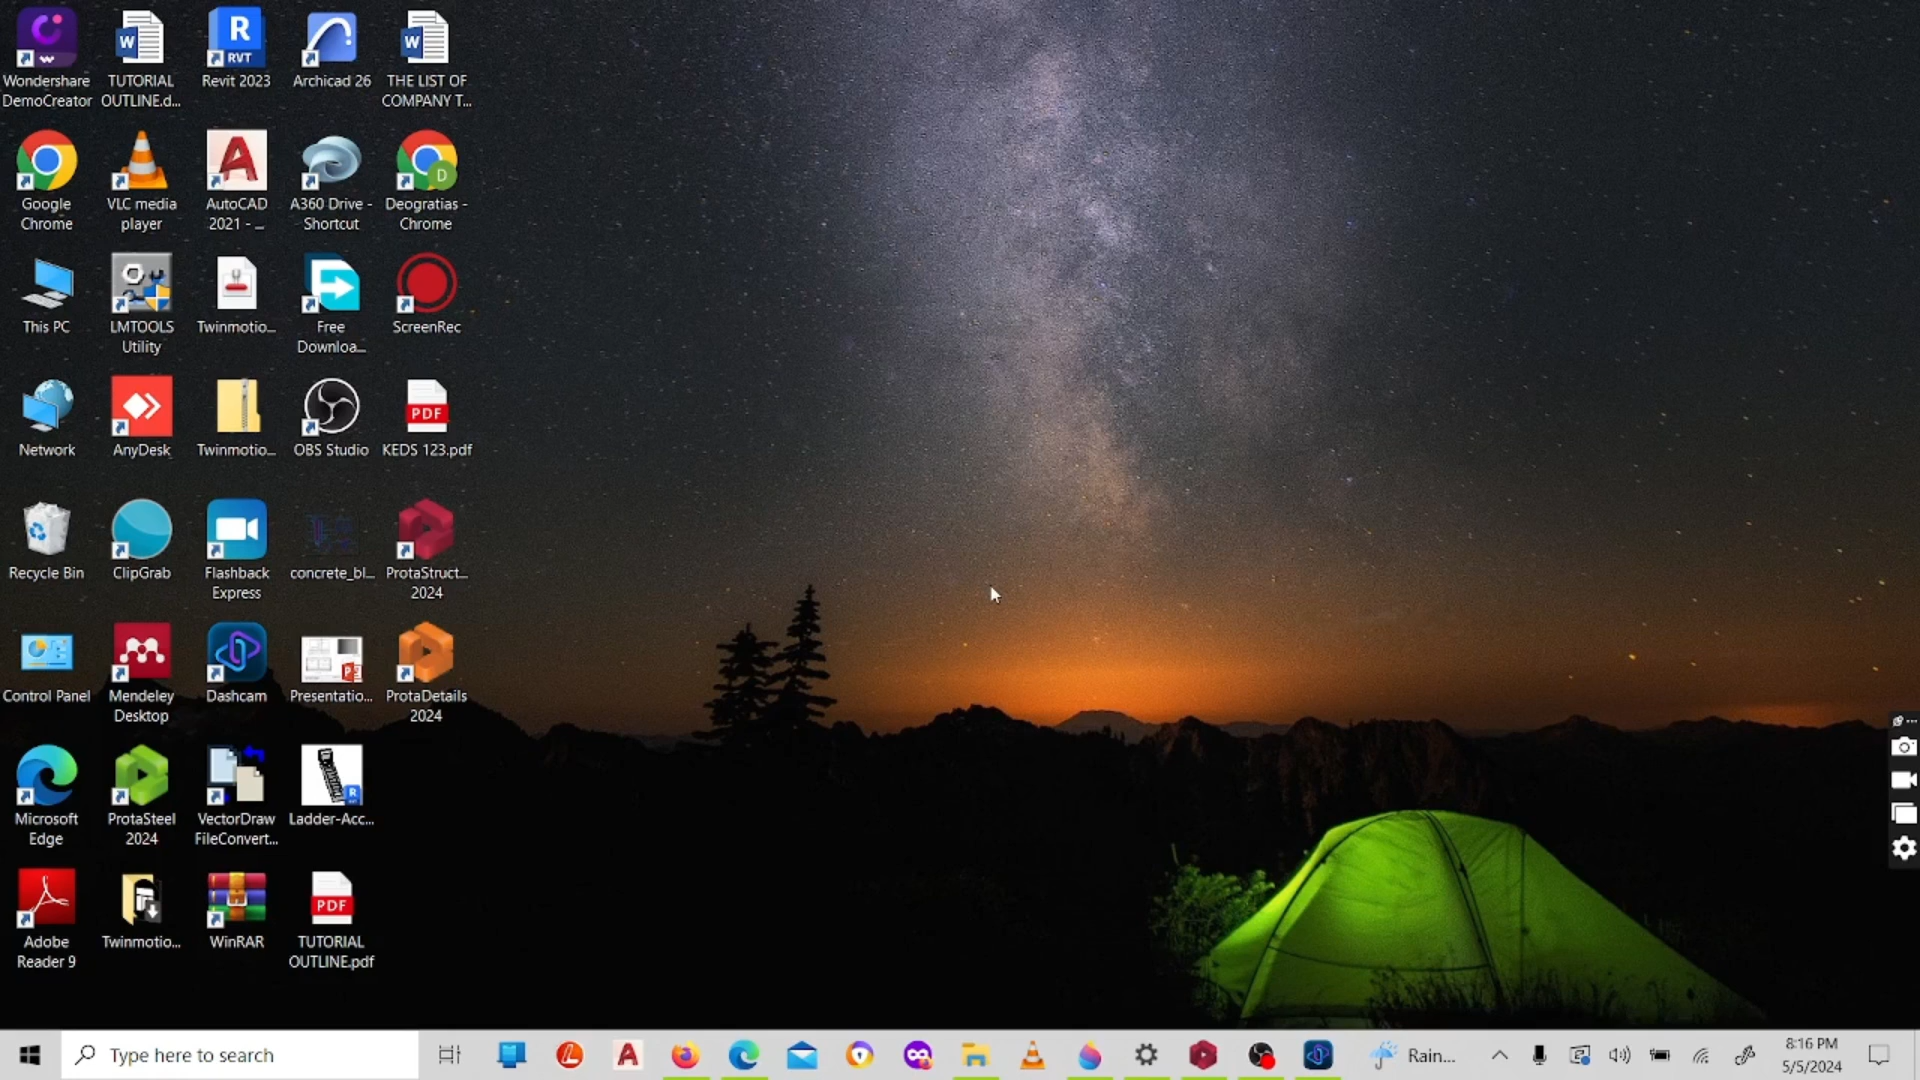 Wondershare
DemoCreator
TUTORIAL
OUTLINE.d...
R
RVT
Revit 2023
Archicad 26
THE LIST OF
COMPANY T...
Google
Chrome
VLC media
player
AutoCAD
2021 - ...
A360 Drive -
Shortcut
D
Deogratias -
Chrome
This PC
LMTOOLS
Utility
Twinmotio...
Free
Downloa...
ScreenRec
Network
AnyDesk
Twinmotio...
OBS Studio
PDF
KEDS 123.pdf
Recycle Bin
ClipGrab
Flashback
Express
concrete_bl...
ProtaStruct...
2024
Control Panel
Mendeley
Desktop
Dashcam
Presentatio...
ProtaDetails
2024
Microsoft
Edge
ProtaSteel
2024
VectorDraw
FileConvert...
Ladder-Acc...
Adobe
Reader 9
Twinmotio...
WinRAR
PDF
TUTORIAL
OUTLINE.pdf
Type here to search
Rain...
8:16 PM
5/5/2024